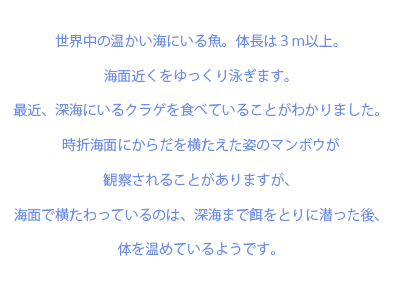 世界中の温かい海にいる魚。体長は３ｍ以上。
海面近くをゆっくり泳ぎます。
最近、深海にいるクラゲを食べていることがわかりました。
時折海面にからだを横たえた姿のマンボウが
観察されることがありますが、
海面で横たわっているのは、深海まで餌をとりに潜った後、
体を温めているようです。